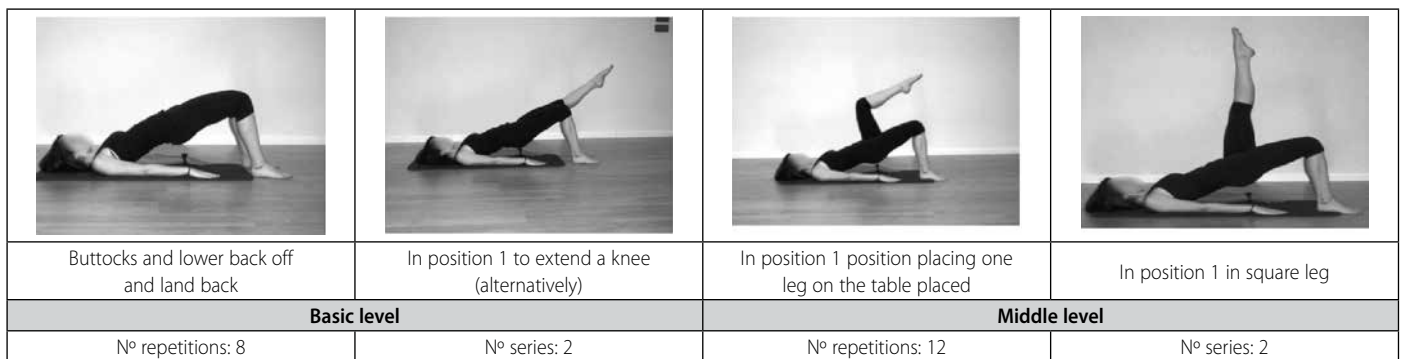 Buttocks and lower back off
and land back
In position 1 to extend a knee
(alternatively)
In position 1 position placing one
leg on the table placed
In position 1 in square leg
Basic level
Middle level
Nº repetitions: 8
Nº series: 2
Nº repetitions: 12
Nº series: 2